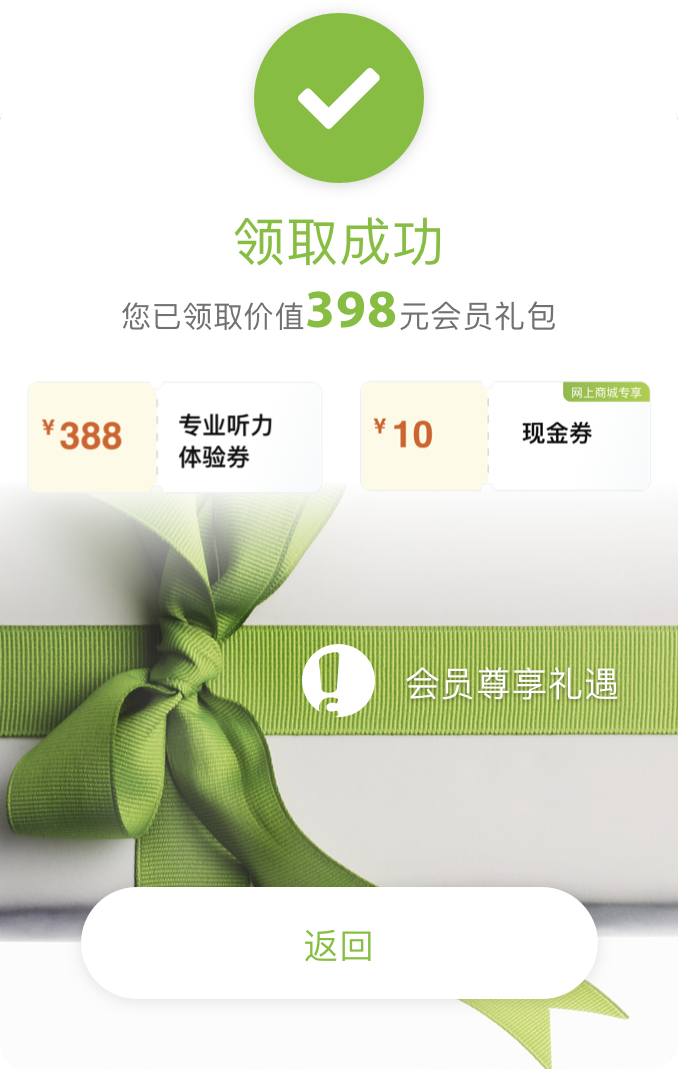 领取成功
您已领取价值398元会员礼包
¥388
专业听力
体验券
¥10
网上商城专享
现金券
会员尊享礼遇
返回